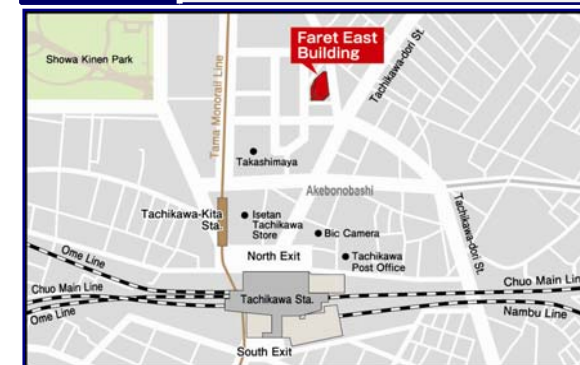 Faret East
Building
Showa Kinen Park
Tama Monorail Line
Tachikawa-dori St.
Takashimaya
Akebonobashi
Tachikawa-Kita
Sta.
Isetan
Tachikawa
Store
Bic Camera
Tachikawa-dori St.
North Exit
Tachikawa
Post Office
Ome Line
Chuo Main Line
Ome Line
Tachikawa Sta.
Chuo Main Lin
Nambu Line
South Exit